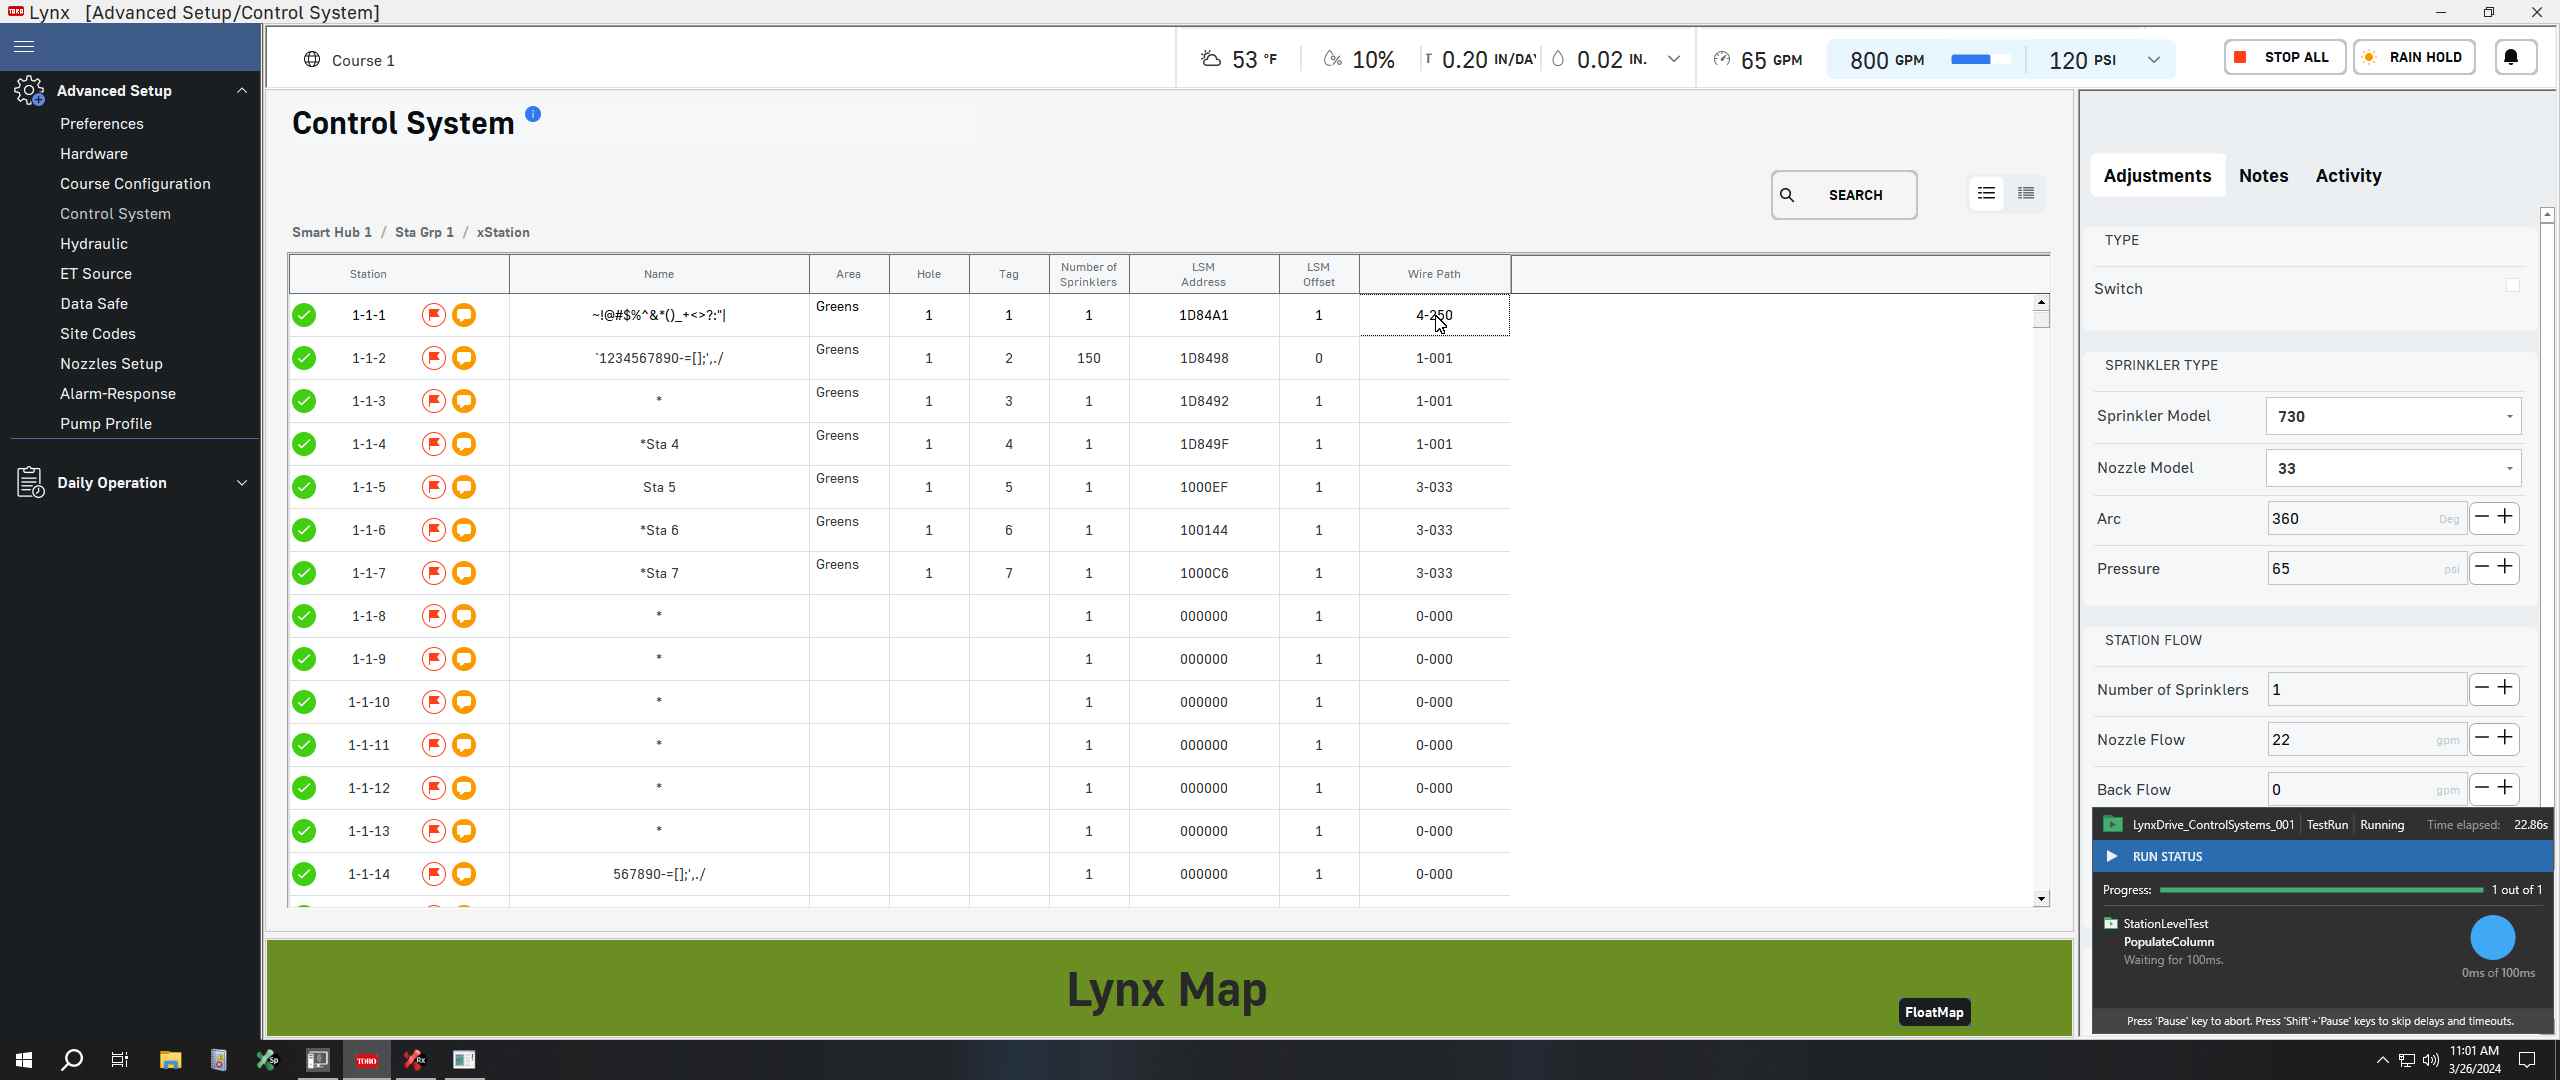 TORO Lynx [Advanced Setup/Control System]
Course 1
53 °F
10%
T 0.20 IN/DAY
0.02 IN.
65 GPM
800 GPM
120 PSI
STOP ALL
RAIN HOLD
Advanced Setup
Preferences
Hardware
Course Configuration
Control System
Hydraulic
ET Source
Data Safe
Site Codes
Nozzles Setup
Alarm-Response
Pump Profile
Daily Operation
Control System i
SEARCH
Smart Hub 1 / Sta Grp 1 / xStation
Station Name Area Hole Tag Number of Sprinklers LSM Address LSM Offset Wire Path
1-1-1 ~!@#$%^&*()_+<>?:"| Greens 1 1 1 1D84A1 1 4-250
1-1-2 `1234567890-=[];',./ Greens 1 2 150 1D8498 0 1-001
1-1-3 * Greens 1 3 1 1D8492 1 1-001
1-1-4 *Sta 4 Greens 1 4 1 1D849F 1 1-001
1-1-5 Sta 5 Greens 1 5 1 1000EF 1 3-033
1-1-6 *Sta 6 Greens 1 6 1 100144 1 3-033
1-1-7 *Sta 7 Greens 1 7 1 1000C6 1 3-033
1-1-8 * 1 000000 1 0-000
1-1-9 * 1 000000 1 0-000
1-1-10 * 1 000000 1 0-000
1-1-11 * 1 000000 1 0-000
1-1-12 * 1 000000 1 0-000
1-1-13 * 1 000000 1 0-000
1-1-14 567890-=[];',./ 1 000000 1 0-000
Lynx Map
FloatMap
Adjustments Notes Activity
TYPE
Switch
SPRINKLER TYPE
Sprinkler Model 730
Nozzle Model 33
Arc 360 Deg
Pressure 65 psi
STATION FLOW
Number of Sprinklers 1
Nozzle Flow 22 gpm
Back Flow 0 gpm
LynxDrive_ControlSystems_001 TestRun Running Time elapsed: 22.86s
RUN STATUS
Progress: 1 out of 1
StationLevelTest
PopulateColumn
Waiting for 100ms.
0ms of 100ms
Press 'Pause' key to abort. Press 'Shift'+'Pause' keys to skip delays and timeouts.
Sp
TORO
Rx
11:01 AM
3/26/2024